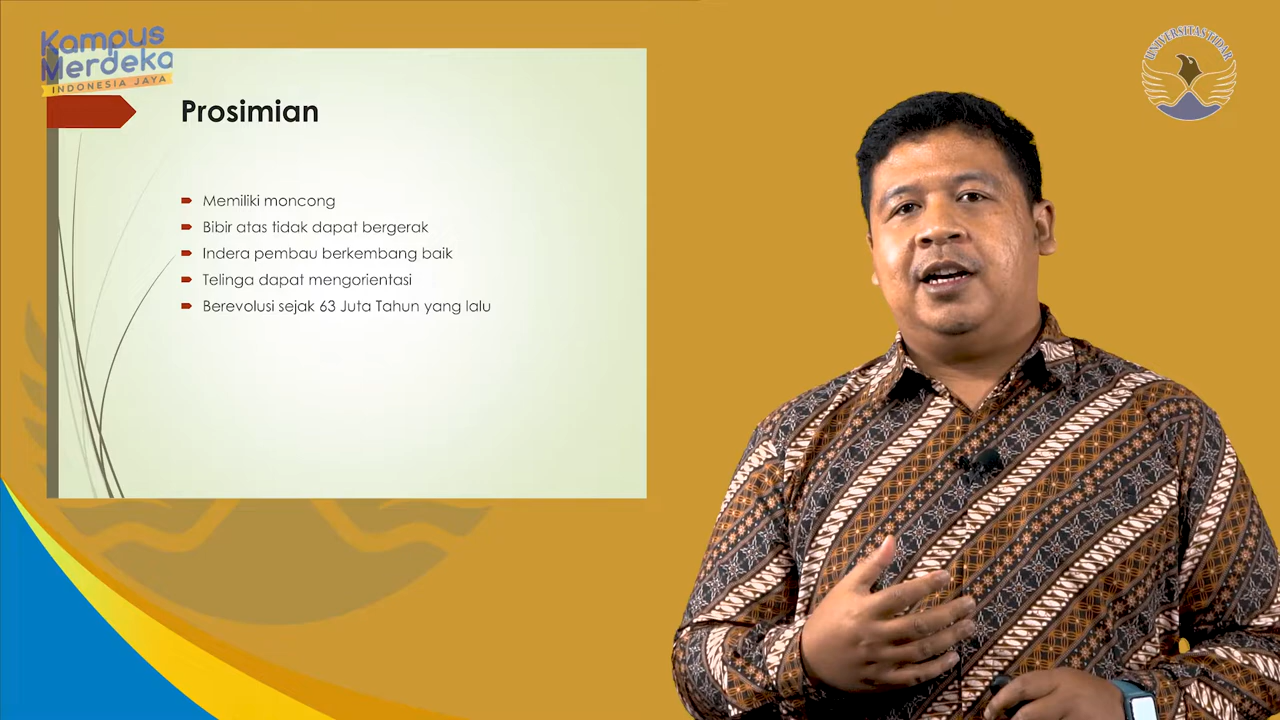 Kampus
Merdeka
INDONESIA JAYA
UNIVERSITAS TIDAR
Prosimian
Memiliki moncong
Bibir atas tidak dapat bergerak
Indera pembau berkembang baik
Telinga dapat mengorientasi
Berevolusi sejak 63 Juta Tahun yang lalu